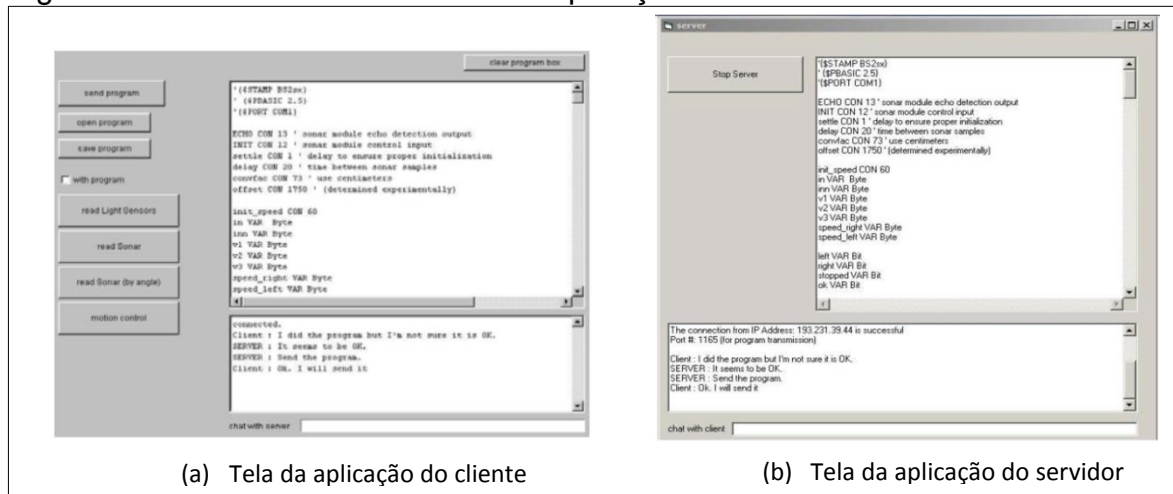 clear program box
send program
open program
save program
with program
read Light Sensors
read Sonar
read Sonar (by angle)
motion control
'{$STAMP BS2sx}
' {$PBASIC 2.5}
'{$PORT COM1}
ECHO CON 13 ' sonar module echo detection output
INIT CON 12 ' sonar module control input
settle CON 1 ' delay to ensure proper initialization
delay CON 20 ' time between sonar samples
convfac CON 73 ' use centimeters
offset CON 1750 ' (determined experimentally)
init_speed CON 60
in VAR  Byte
inn VAR Byte
v1 VAR Byte
v2 VAR Byte
v3 VAR Byte
speed_right VAR Byte
speed_left VAR Byte
connected.
Client : I did the program but I'm not sure it is OK.
SERVER : It seems to be OK.
SERVER : Send the program.
Client : Ok. I will send it
chat with server
(a) Tela da aplicação do cliente
server
Stop Server
'{$STAMP BS2sx}
' {$PBASIC 2.5}
'{$PORT COM1}
ECHO CON 13 ' sonar module echo detection output
INIT CON 12 ' sonar module control input
settle CON 1 ' delay to ensure proper initialization
delay CON 20 ' time between sonar samples
convfac CON 73 ' use centimeters
offset CON 1750 ' (determined experimentally)
init_speed CON 60
in VAR  Byte
inn VAR Byte
v1 VAR Byte
v2 VAR Byte
v3 VAR Byte
speed_right VAR Byte
speed_left VAR Byte
left VAR Bit
right VAR Bit
stopped VAR Bit
ok VAR Bit
The connection from IP Address: 193.231.39.44 is successful
Port #: 1165 (for program transmission)
Client : I did the program but I'm not sure it is OK.
SERVER : It seems to be OK.
SERVER : Send the program.
Client : Ok. I will send it
chat with client
(b) Tela da aplicação do servidor